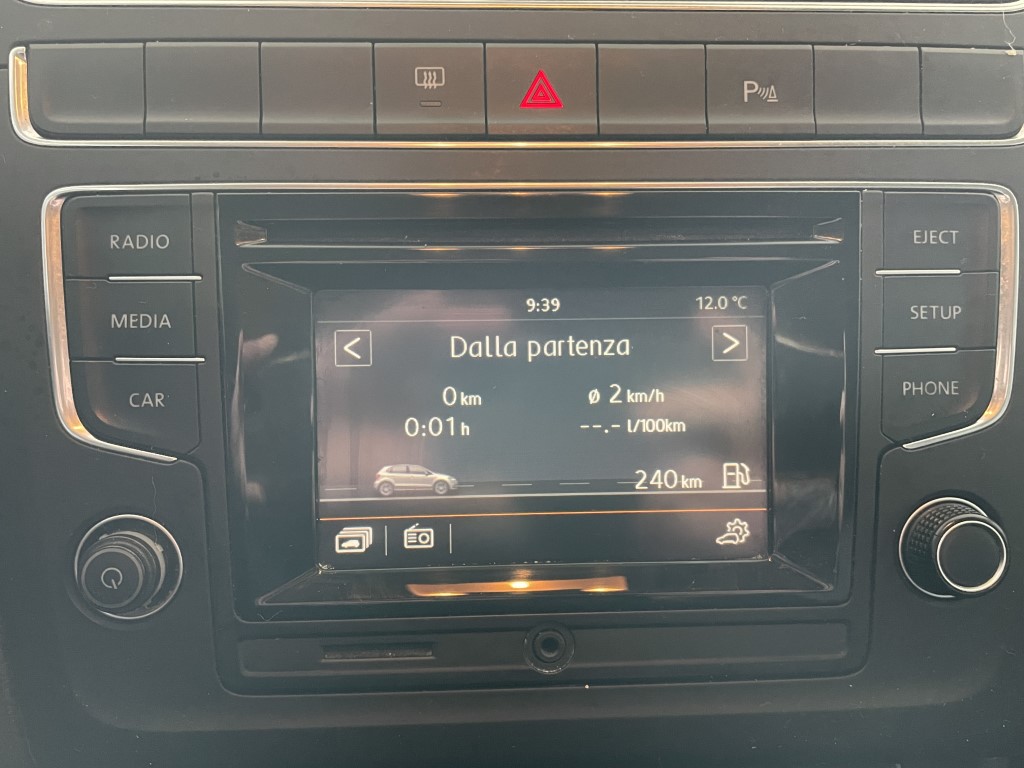 P
RADIO
MEDIA
CAR
EJECT
SETUP
PHONE
9:39 12.0 °C
< Dalla partenza >
0 km ø 2 km/h
0:01 h --.- l/100km
240 km